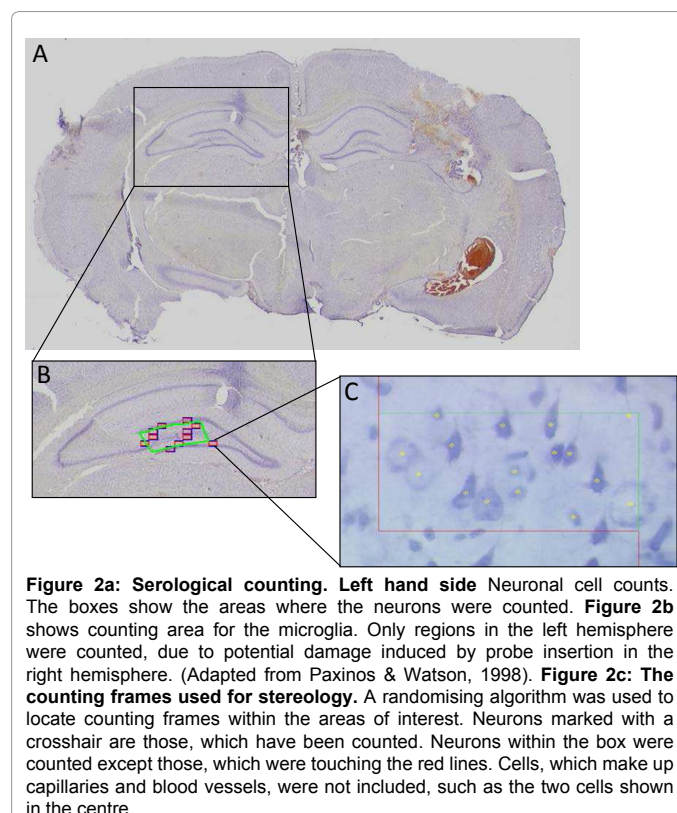 A
B
C
Figure 2a: Serological counting. Left hand side Neuronal cell counts.
The boxes show the areas where the neurons were counted. Figure 2b
shows counting area for the microglia. Only regions in the left hemisphere
were counted, due to potential damage induced by probe insertion in the
right hemisphere. (Adapted from Paxinos & Watson, 1998). Figure 2c: The
counting frames used for stereology. A randomising algorithm was used to
locate counting frames within the areas of interest. Neurons marked with a
crosshair are those, which have been counted. Neurons within the box were
counted except those, which were touching the red lines. Cells, which make up
capillaries and blood vessels, were not included, such as the two cells shown
in the centre